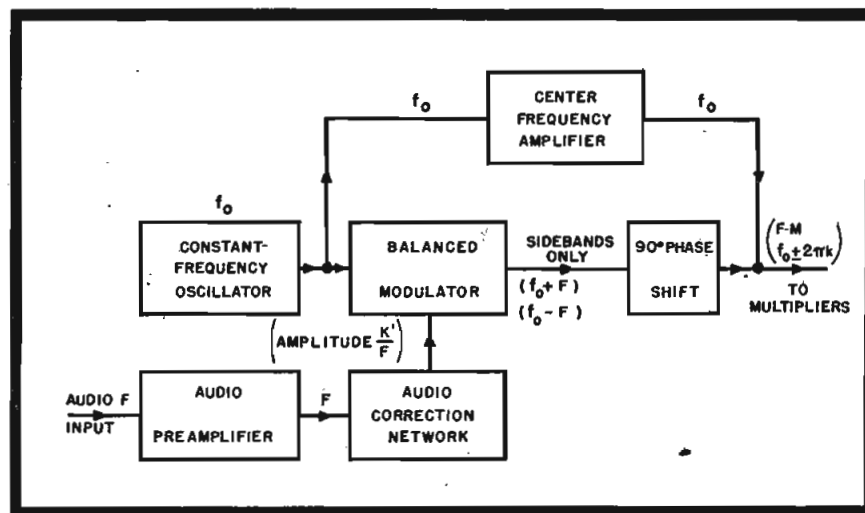 f₀
CENTER
FREQUENCY
AMPLIFIER
f₀
f₀
CONSTANT-
FREQUENCY
OSCILLATOR
BALANCED
MODULATOR
SIDEBANDS
ONLY
(f₀+F)
(f₀-F)
90° PHASE
SHIFT
(F-M
f₀±2πk)
TO
MULTIPLIERS
(AMPLITUDE K'/F)
AUDIO F
INPUT
AUDIO
PREAMPLIFIER
F
AUDIO
CORRECTION
NETWORK